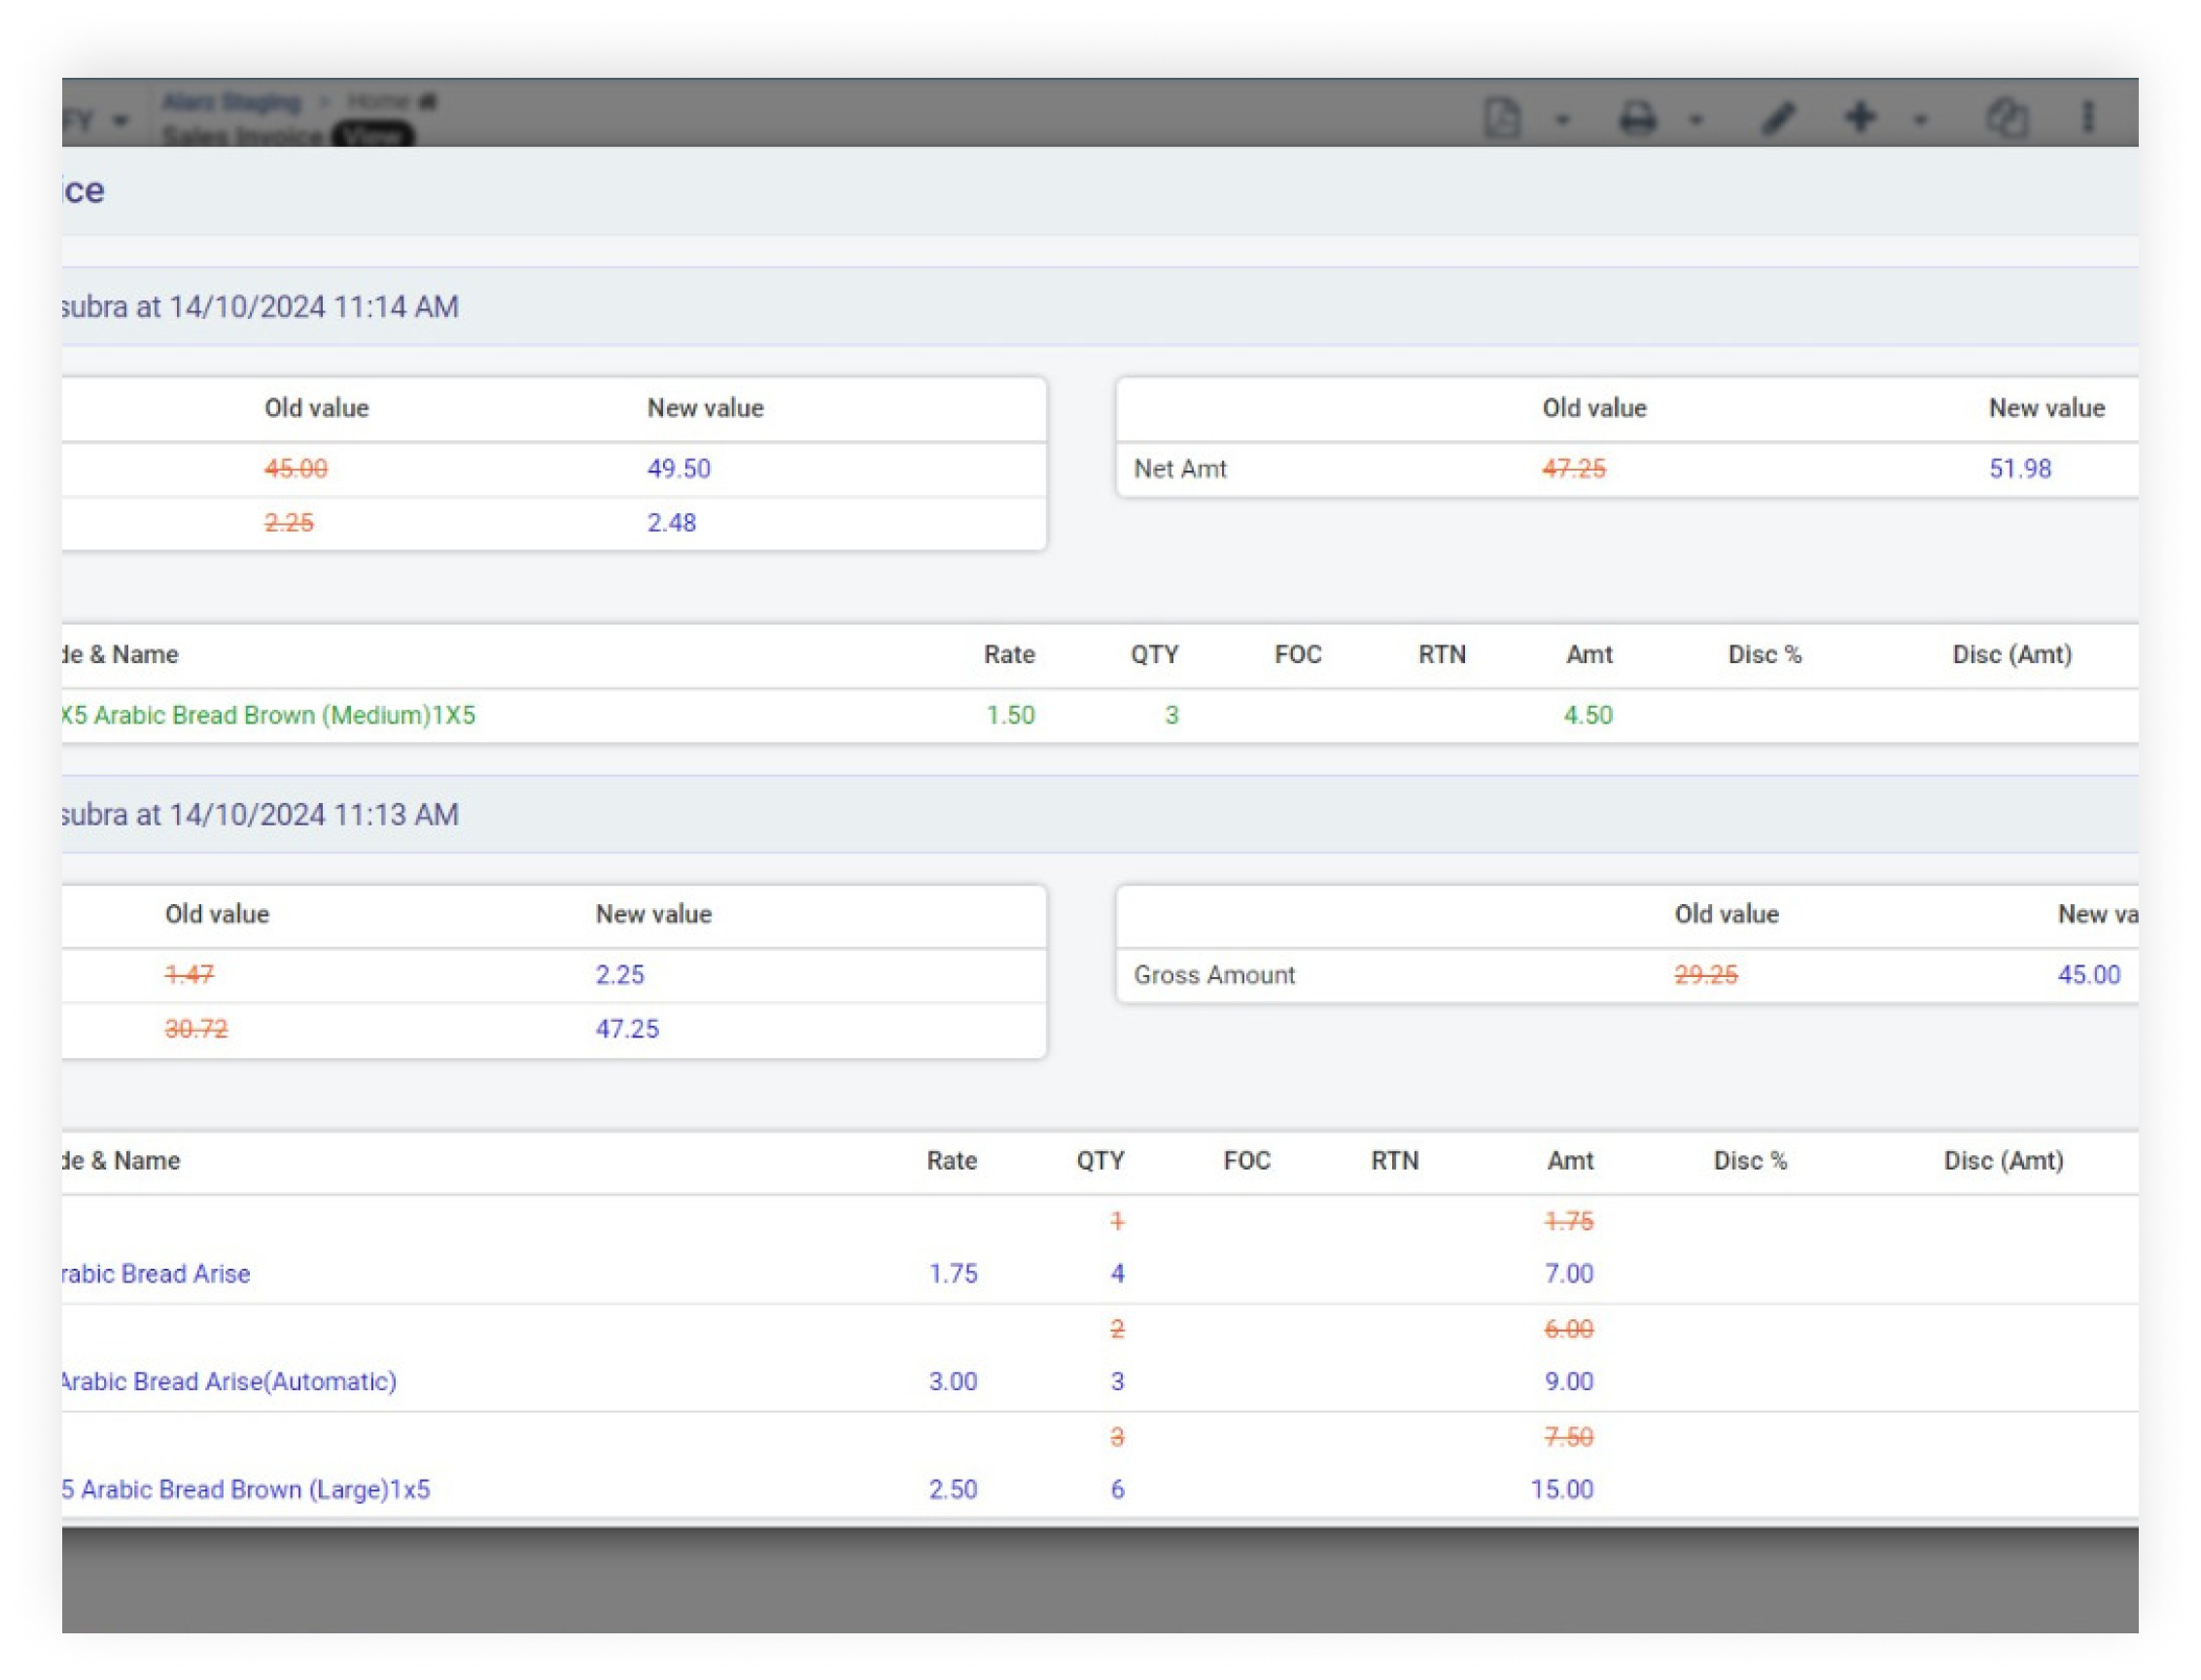 FY Alarz Staging > Home
Sales Invoice View
ice
subra at 14/10/2024 11:14 AM
Old value New value
45.00 49.50
2.25 2.48
Old value New value
Net Amt 47.25 51.98
de & Name Rate QTY FOC RTN Amt Disc % Disc (Amt)
X5 Arabic Bread Brown (Medium)1X5 1.50 3 4.50
subra at 14/10/2024 11:13 AM
Old value New value
1.47 2.25
30.72 47.25
Old value New va
Gross Amount 29.25 45.00
de & Name Rate QTY FOC RTN Amt Disc % Disc (Amt)
1 1.75
rabic Bread Arise 1.75 4 7.00
2 6.00
Arabic Bread Arise(Automatic) 3.00 3 9.00
3 7.50
5 Arabic Bread Brown (Large)1x5 2.50 6 15.00